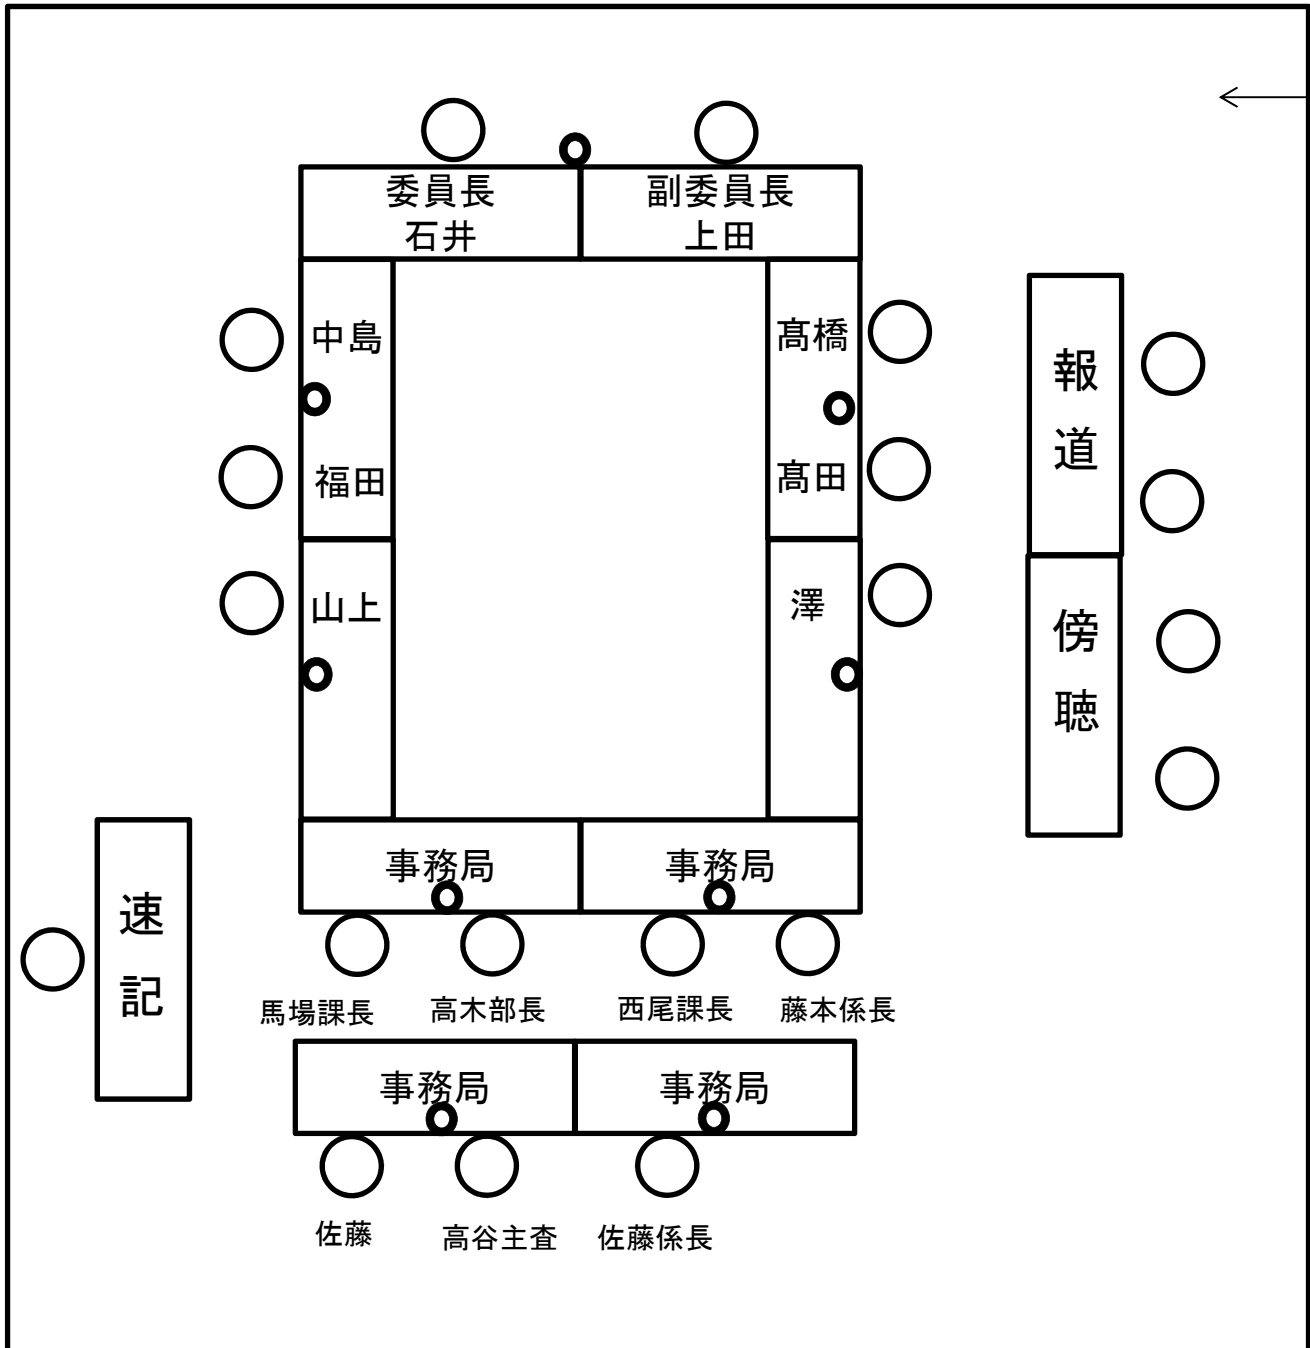 委員長
石井
副委員長
上田
中島
髙橋
福田
髙田
山上
澤
報道
傍聴
事務局
事務局
速記
馬場課長
高木部長
西尾課長
藤本係長
事務局
事務局
佐藤
高谷主査
佐藤係長